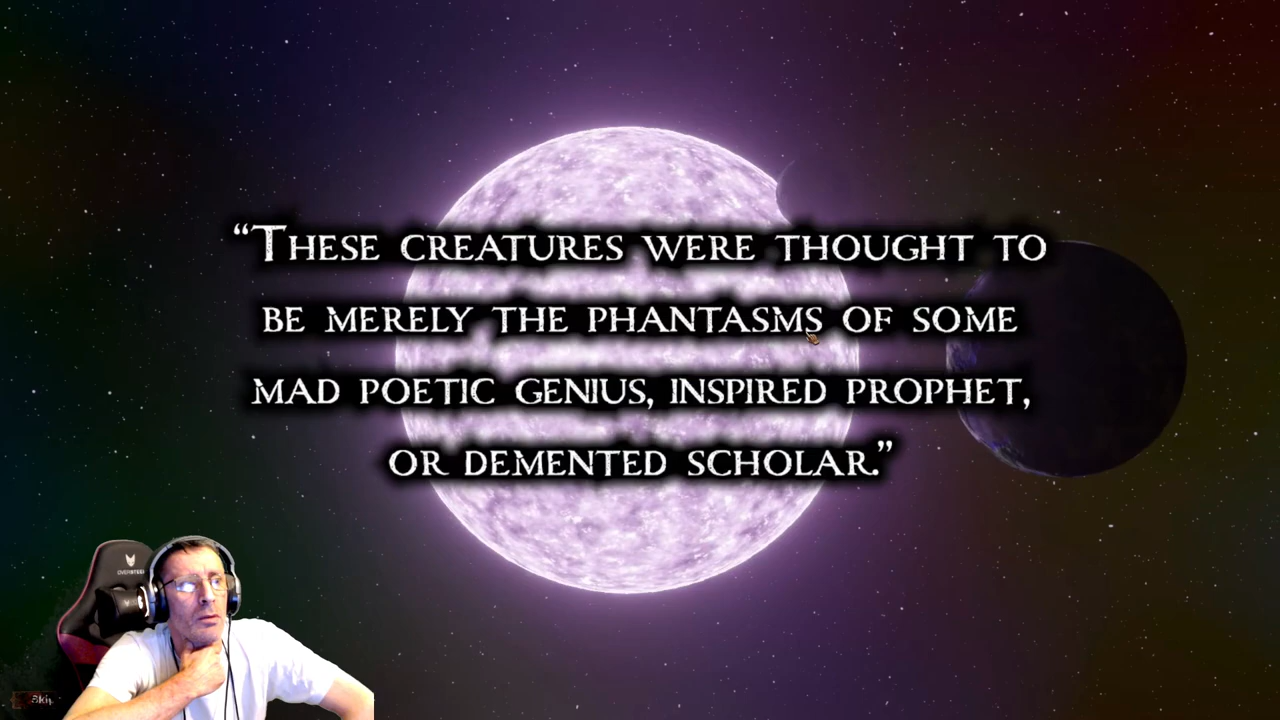 “These creatures were thought to
be merely the phantasms of some
mad poetic genius, inspired prophet,
or demented scholar.”
Skip